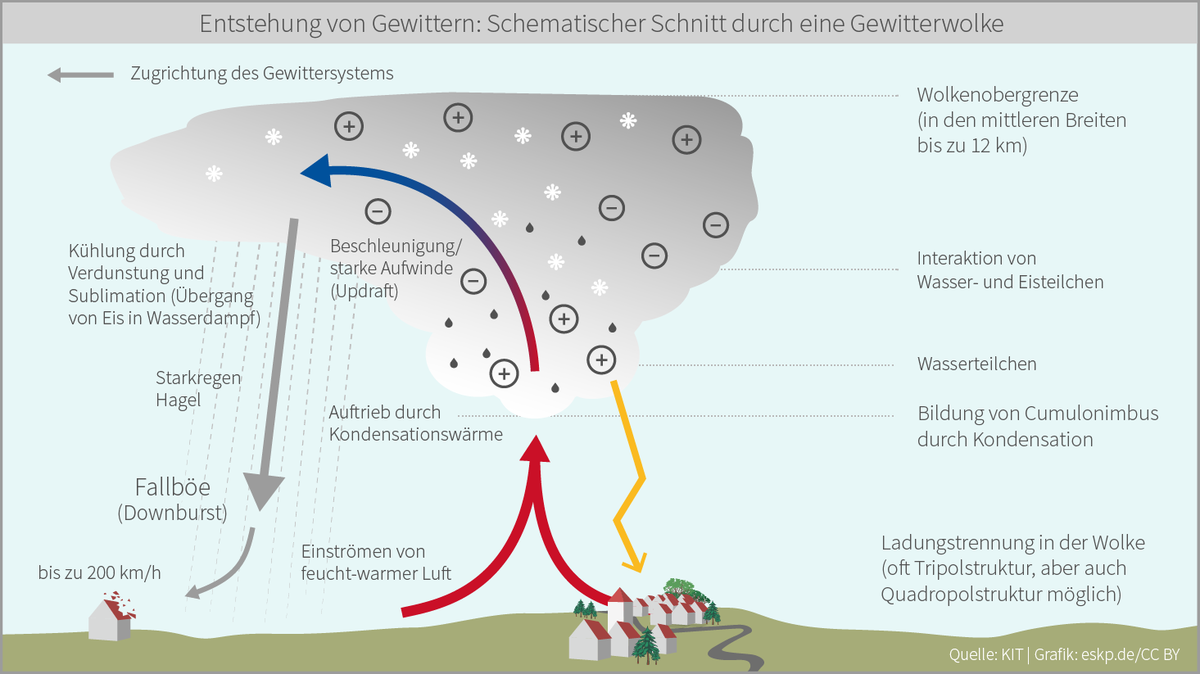 Entstehung von Gewittern: Schematischer Schnitt durch eine Gewitterwolke
Zugrichtung des Gewittersystems
Wolkenobergrenze
(in den mittleren Breiten
bis zu 12 km)
Kühlung durch
Verdunstung und
Sublimation (Übergang
von Eis in Wasserdampf)
Beschleunigung/
starke Aufwinde
(Updraft)
Interaktion von
Wasser- und Eisteilchen
Starkregen
Hagel
Wasserteilchen
Auftrieb durch
Kondensationswärme
Bildung von Cumulonimbus
durch Kondensation
Fallböe
(Downburst)
bis zu 200 km/h
Einströmen von
feucht-warmer Luft
Ladungstrennung in der Wolke
(oft Tripolstruktur, aber auch
Quadropolstruktur möglich)
Quelle: KIT | Grafik: eskp.de/CC BY